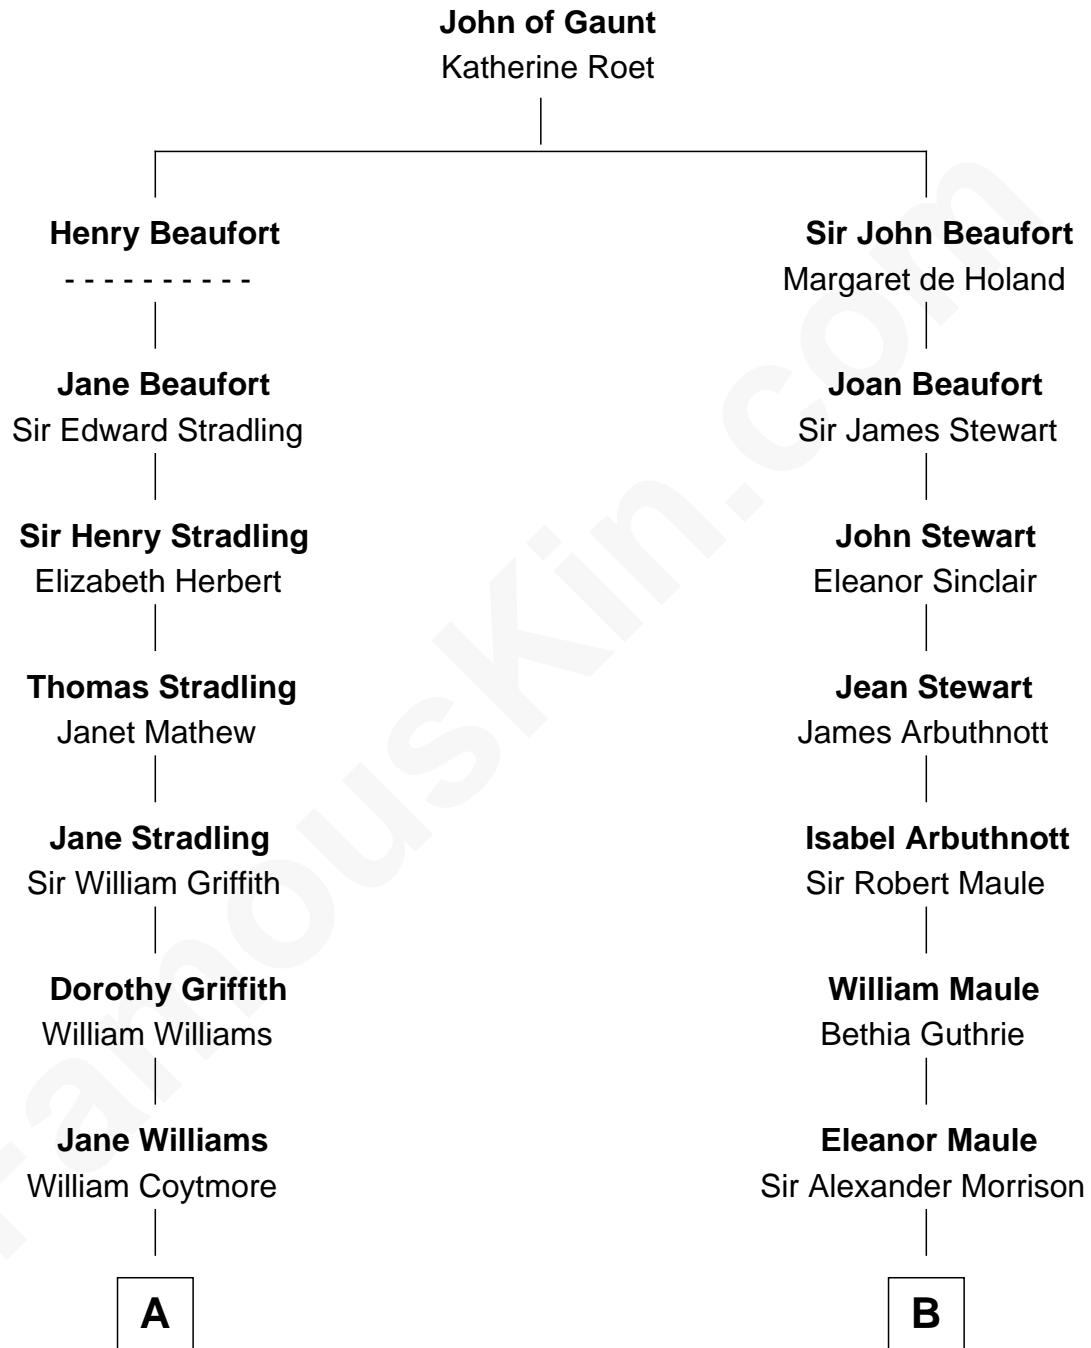 John of Gaunt
Katherine Roet
Henry Beaufort
- - - - - - - - - -
Jane Beaufort
Sir Edward Stradling
Sir Henry Stradling
Elizabeth Herbert
Thomas Stradling
Janet Mathew
Jane Stradling
Sir William Griffith
Dorothy Griffith
William Williams
Jane Williams
William Coytmore
A
Sir John Beaufort
Margaret de Holand
Joan Beaufort
Sir James Stewart
John Stewart
Eleanor Sinclair
Jean Stewart
James Arbuthnott
Isabel Arbuthnott
Sir Robert Maule
William Maule
Bethia Guthrie
Eleanor Maule
Sir Alexander Morrison
B
FamousKin.com